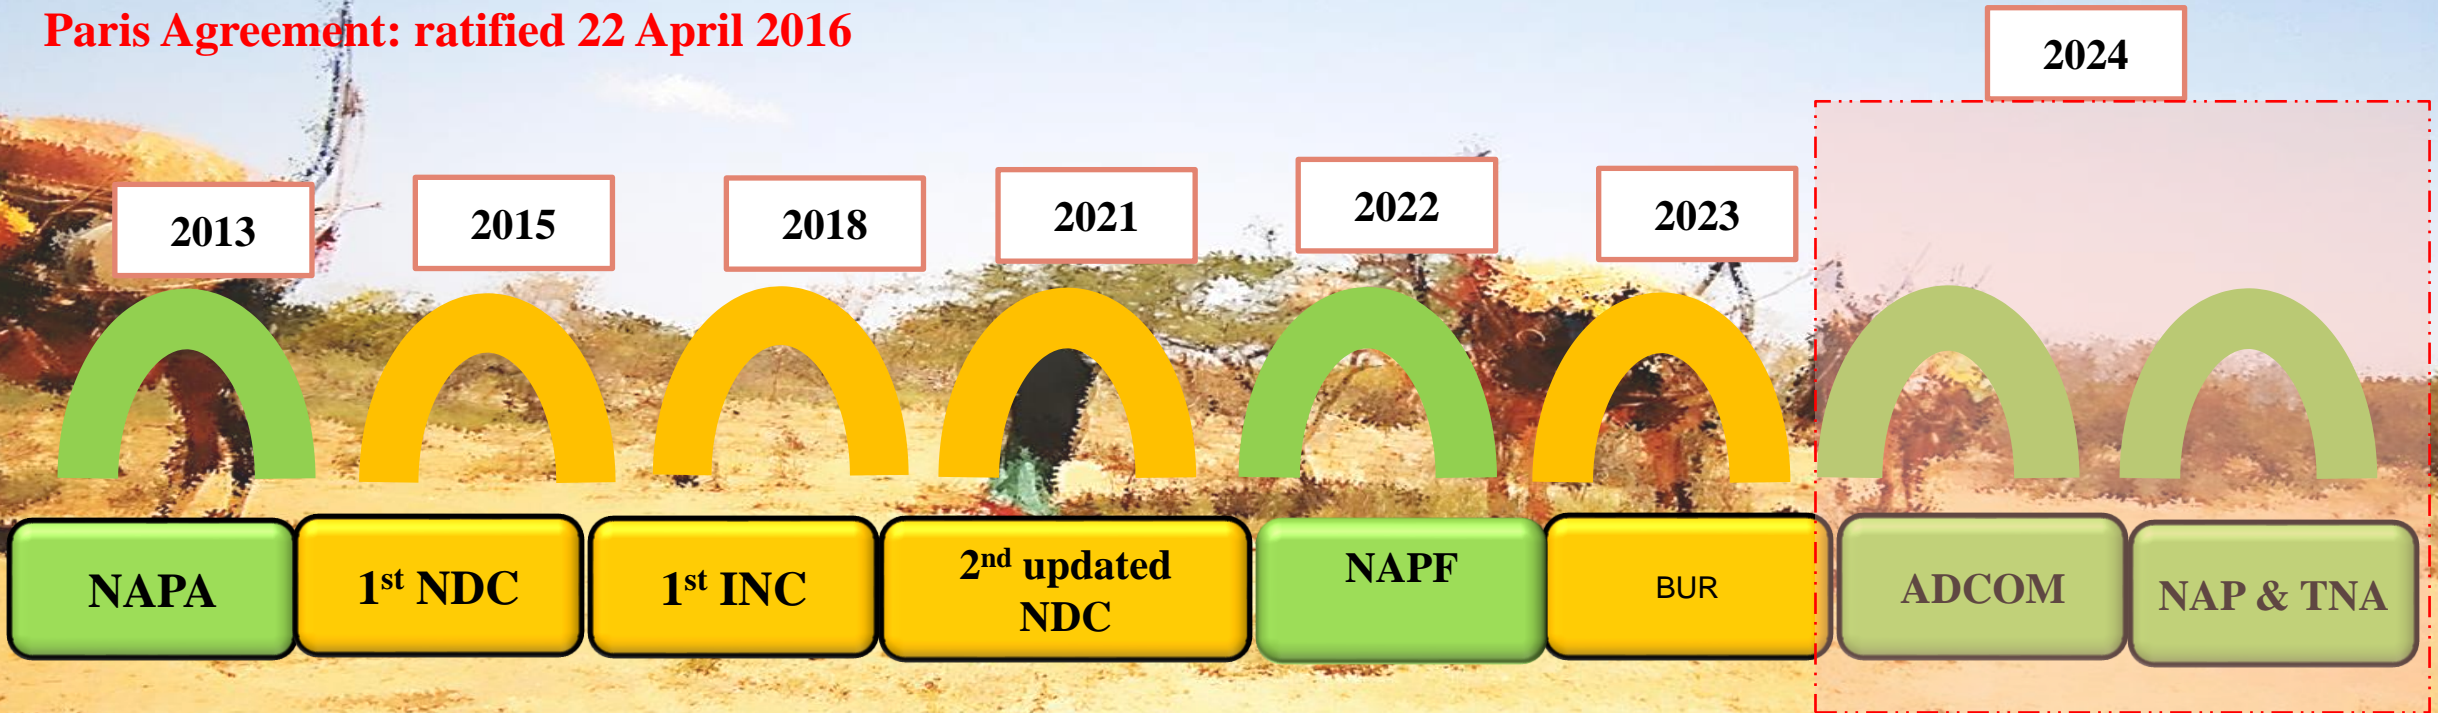 Paris Agreement: ratified 22 April 2016
2024
2013
2015
2018
2021
2022
2023
NAPA
1st NDC
1st INC
2nd updated
NDC
NAPF
BUR
ADCOM
NAP & TNA